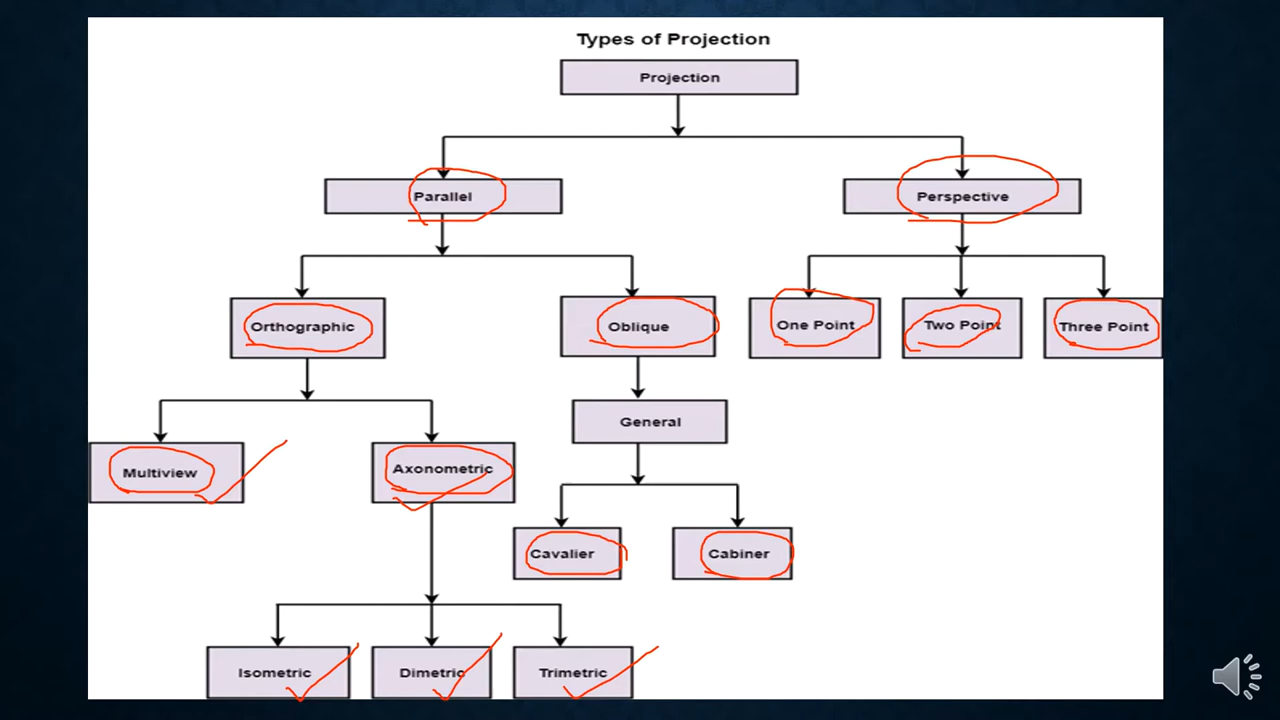 Types of Projection
Projection
Parallel
Perspective
Orthographic
Oblique
One Point
Two Point
Three Point
General
Multiview
Axonometric
Cavalier
Cabiner
Isometric
Dimetric
Trimetric